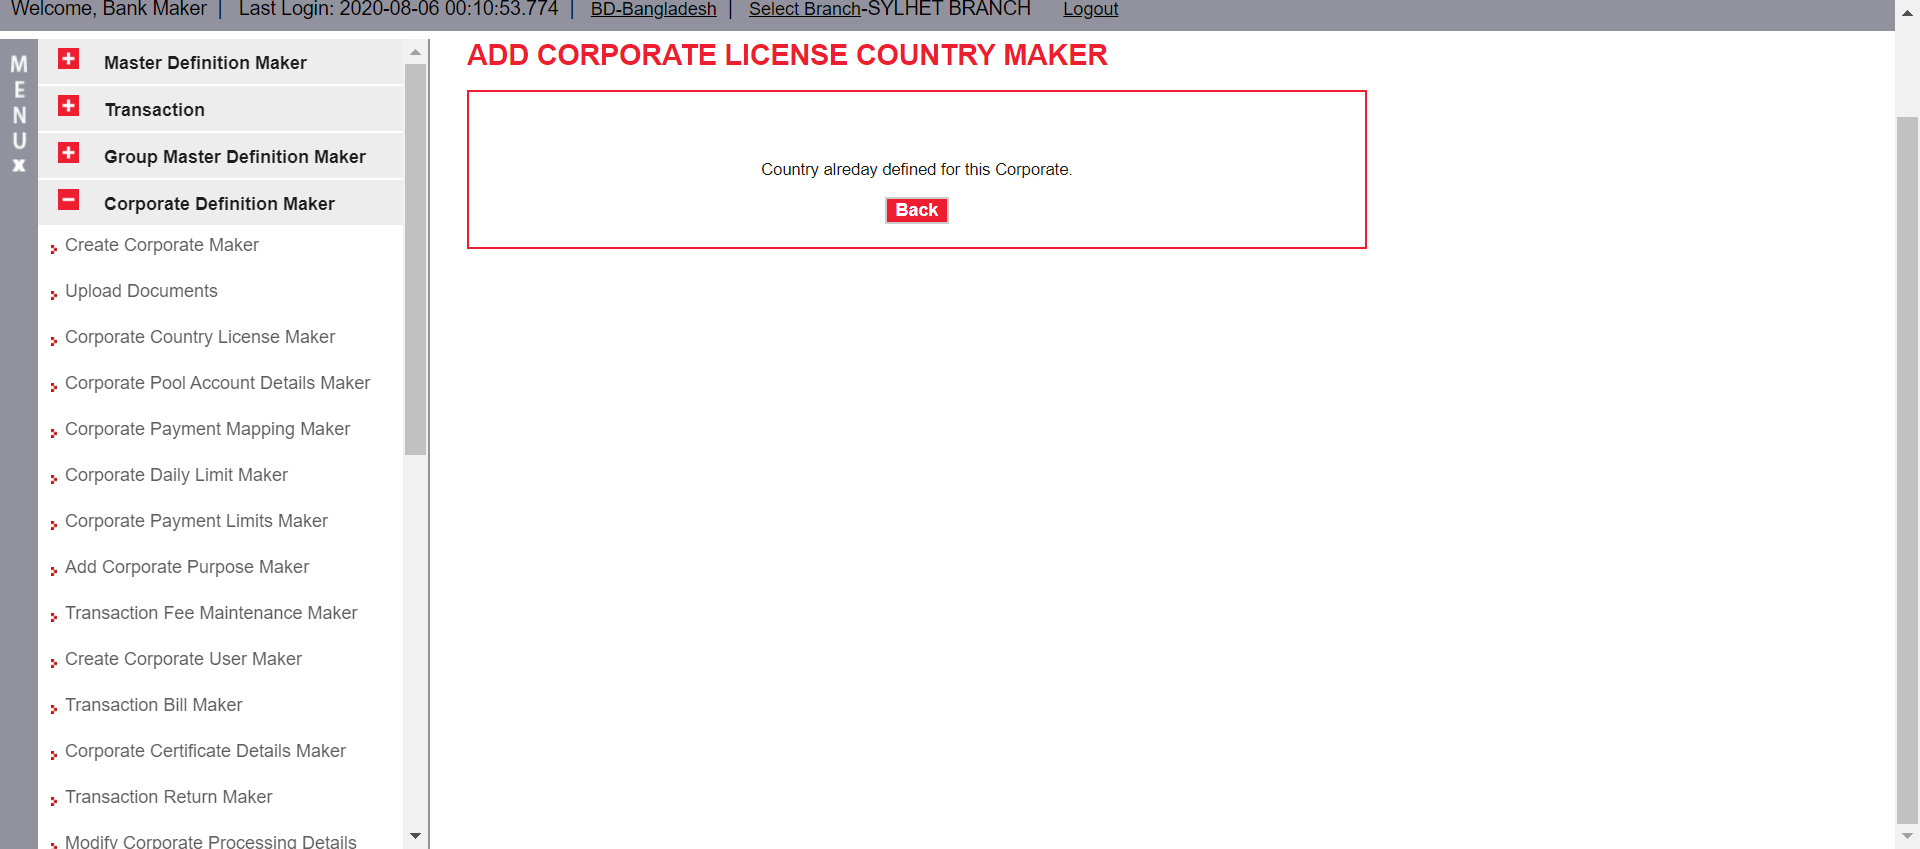 Welcome, Bank Maker | Last Login: 2020-08-06 00:10:53.774 | BD-Bangladesh | Select Branch-SYLHET BRANCH Logout
MENU
x
Master Definition Maker
Transaction
Group Master Definition Maker
Corporate Definition Maker
Create Corporate Maker
Upload Documents
Corporate Country License Maker
Corporate Pool Account Details Maker
Corporate Payment Mapping Maker
Corporate Daily Limit Maker
Corporate Payment Limits Maker
Add Corporate Purpose Maker
Transaction Fee Maintenance Maker
Create Corporate User Maker
Transaction Bill Maker
Corporate Certificate Details Maker
Transaction Return Maker
Modify Corporate Processing Details
ADD CORPORATE LICENSE COUNTRY MAKER
Country alreday defined for this Corporate.
Back